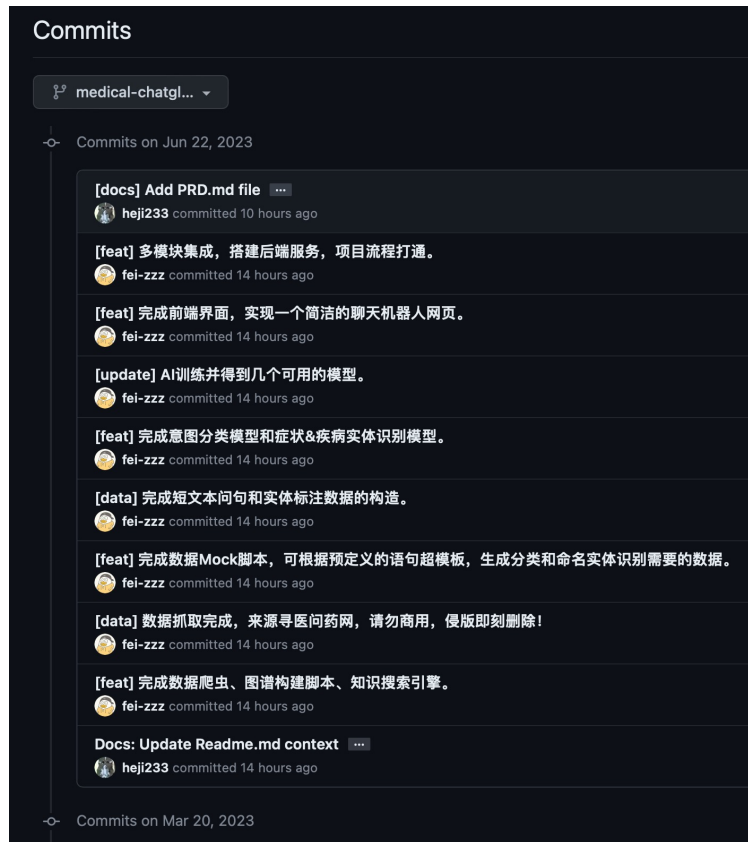 Commits
medical-chatgl...
Commits on Jun 22, 2023
[docs] Add PRD.md file ...
heji233 committed 10 hours ago
[feat] 多模块集成，搭建后端服务，项目流程打通。
fei-zzz committed 14 hours ago
[feat] 完成前端界面，实现一个简洁的聊天机器人网页。
fei-zzz committed 14 hours ago
[update] AI训练并得到几个可用的模型。
fei-zzz committed 14 hours ago
[feat] 完成意图分类模型和症状&疾病实体识别模型。
fei-zzz committed 14 hours ago
[data] 完成短文本问句和实体标注数据的构造。
fei-zzz committed 14 hours ago
[feat] 完成数据Mock脚本，可根据预定义的语句超模板，生成分类和命名实体识别需要的数据。
fei-zzz committed 14 hours ago
[data] 数据抓取完成，来源寻医问药网，请勿商用，侵版即刻删除！
fei-zzz committed 14 hours ago
[feat] 完成数据爬虫、图谱构建脚本、知识搜索引擎。
fei-zzz committed 14 hours ago
Docs: Update Readme.md context ...
heji233 committed 14 hours ago
Commits on Mar 20, 2023